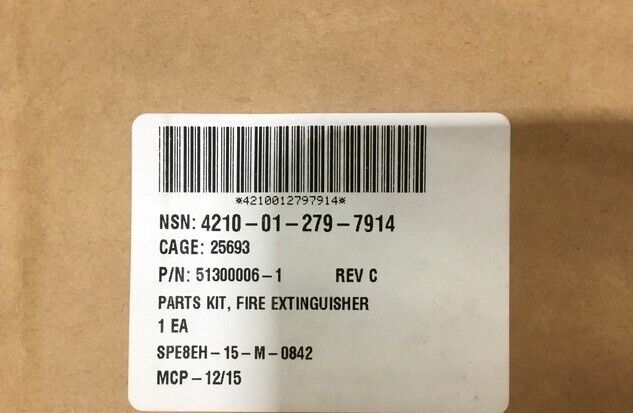 *4210012797914*
NSN: 4210-01-279-7914
CAGE: 25693
P/N: 51300006-1 REV C
PARTS KIT, FIRE EXTINGUISHER
1 EA
SPE8EH-15-M-0842
MCP-12/15